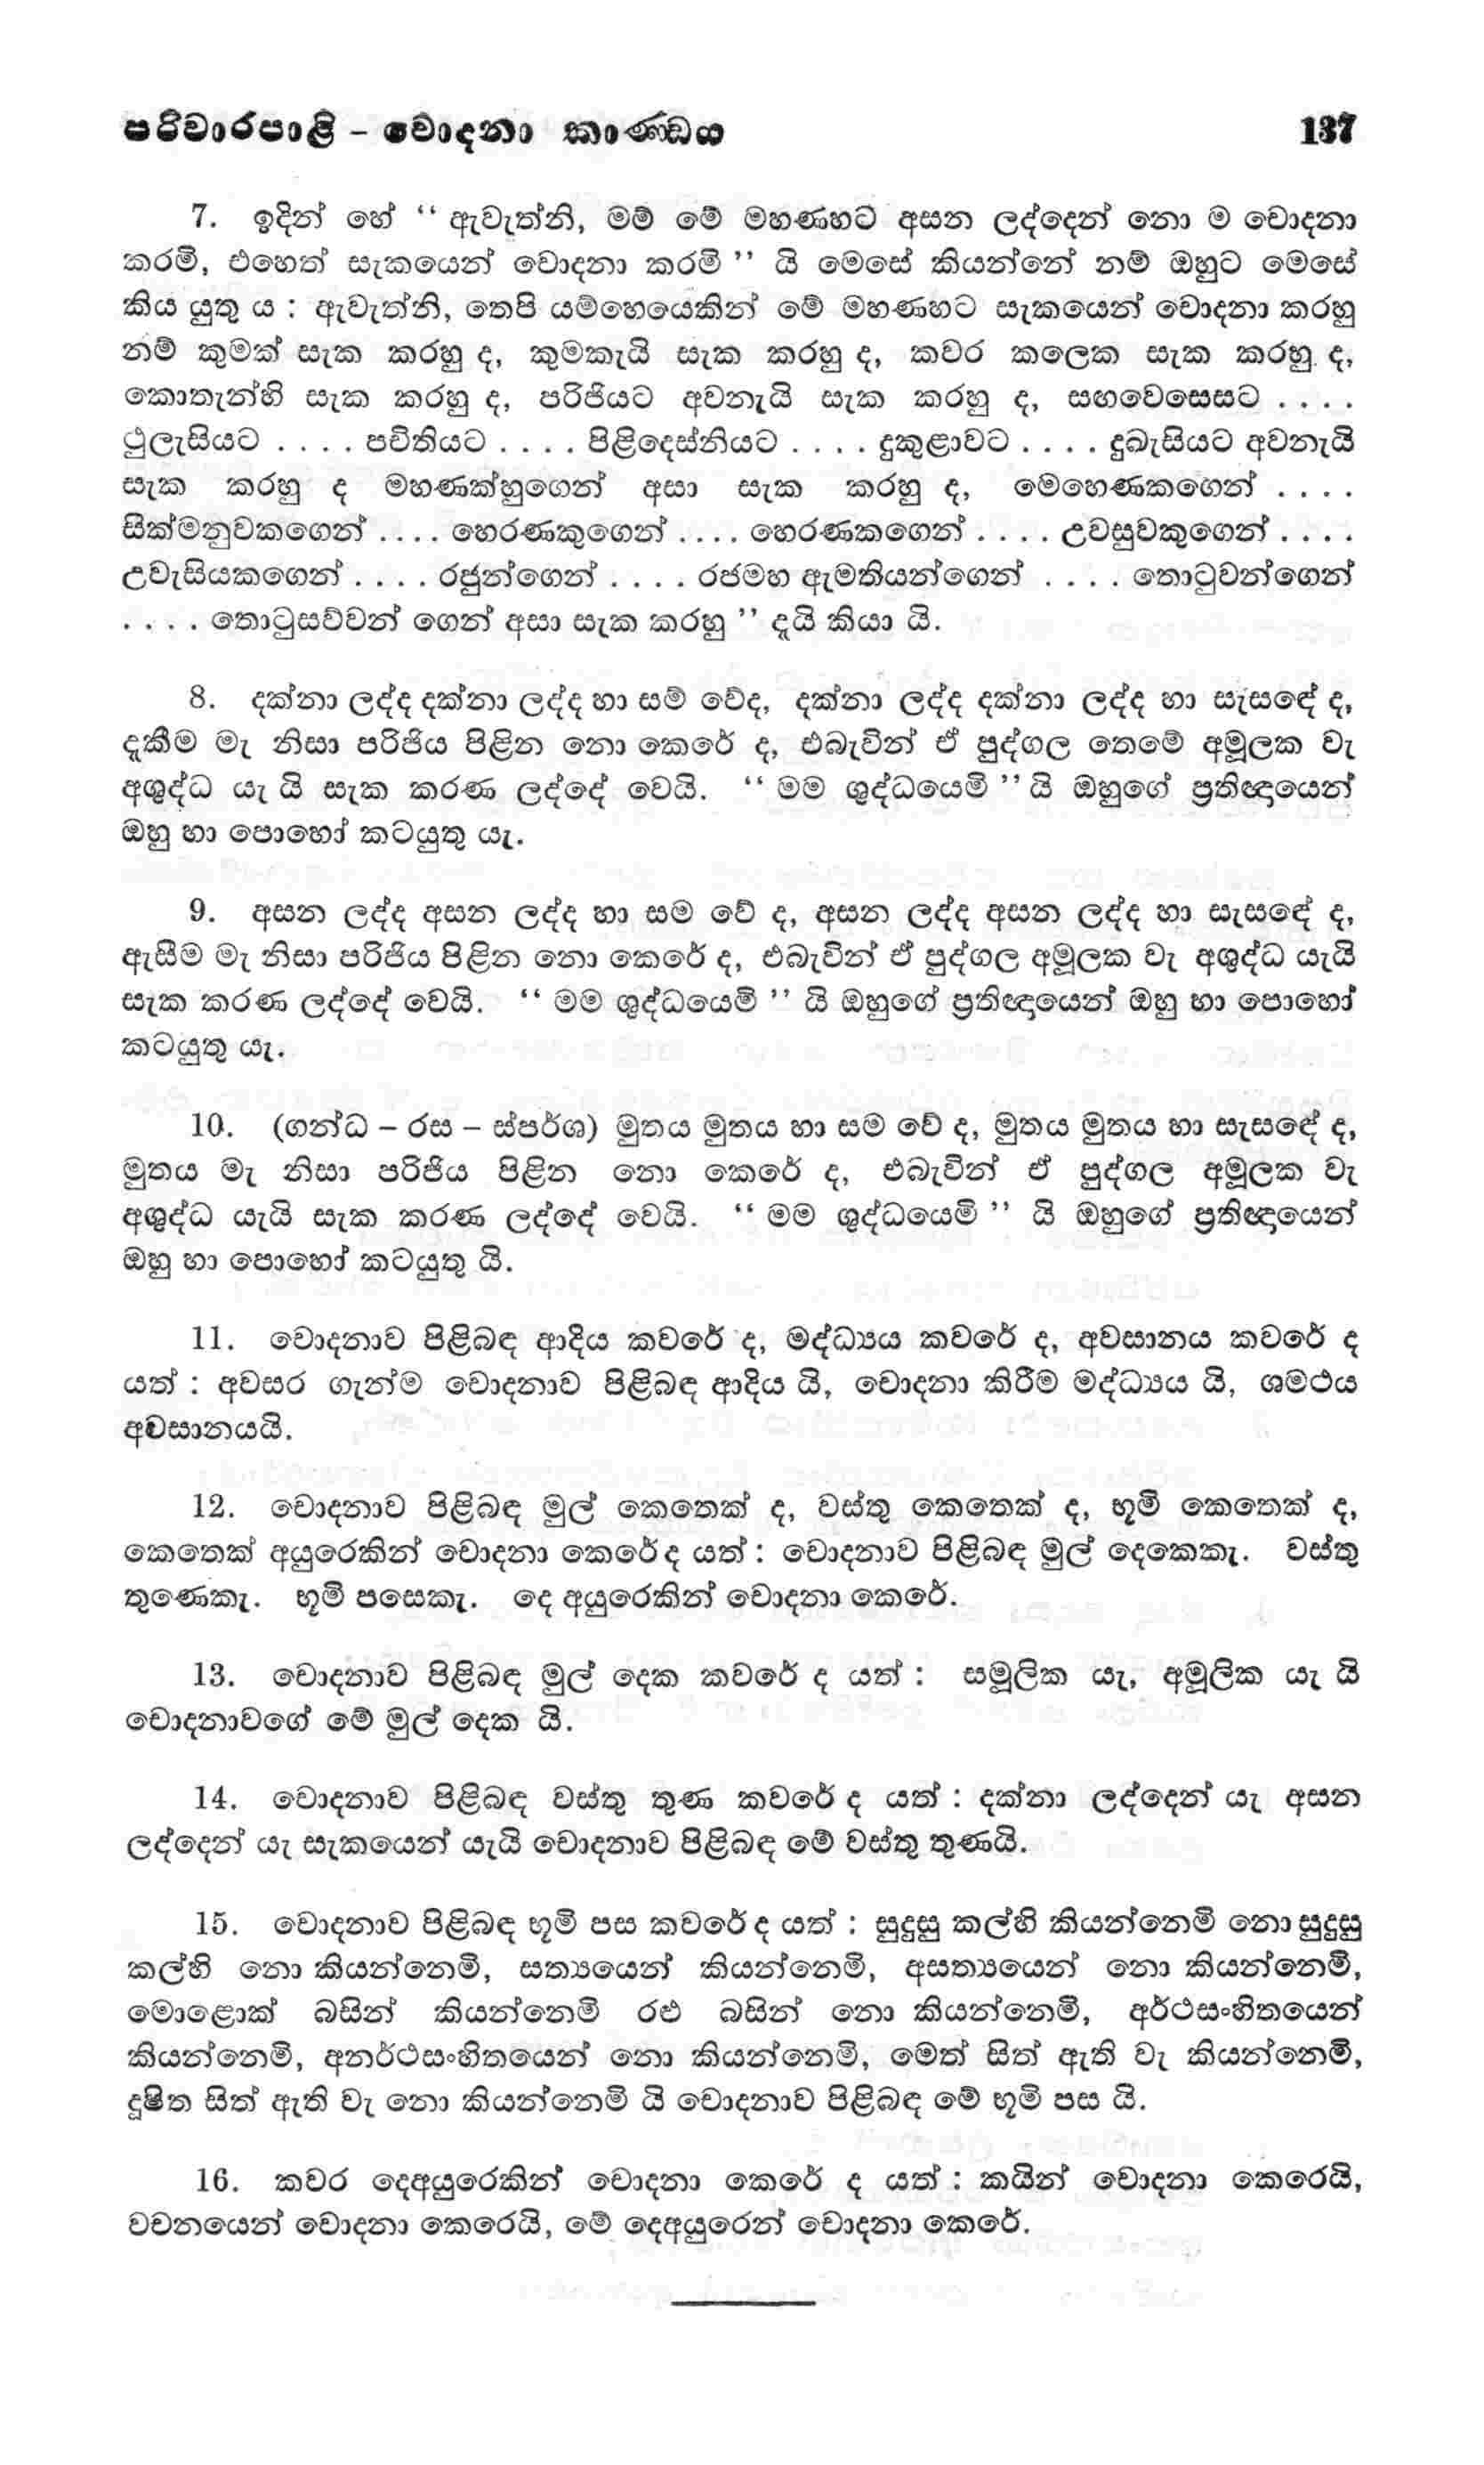 පරිවාරපාළි – චොදනා කාණ්ඩය 137
7. ඉදින් හේ “ ඇවැත්නි, මම් මේ මහණහට අසන ලද්දෙන් නො ම චොදනා
කරමි, එහෙත් සැකයෙන් චොදනා කරමි ” යි මෙසේ කියන්නේ නම් ඔහුට මෙසේ
කිය යුතු ය : ඇවැත්නි, තෙපි යම්හෙයෙකින් මේ මහණහට සැකයෙන් චොදනා කරහු
නම් කුමක් සැක කරහු ද, කුමකැයි සැක කරහු ද, කවර කලෙක සැක කරහු ද,
කොතැන්හි සැක කරහු ද, පරිජියට අවනැයි සැක කරහු ද, සඟවෙසෙසට . . . .
ථුලැසියට . . . . පචිතියට . . . . පිළිදෙස්නියට . . . . දුකුළාවට . . . . දුඛැසියට අවනැයි
සැක කරහු ද මහණක්හුගෙන් අසා සැක කරහු ද, මෙහෙණකගෙන් . . . .
සික්මනුවකගෙන් . . . . හෙරණකුගෙන් . . . . හෙරණකගෙන් . . . . උවසුවකුගෙන් . . . .
උවැසියකගෙන් . . . . රජුන්ගෙන් . . . . රජමහ ඇමතියන්ගෙන් . . . . තොටුවන්ගෙන්
. . . . තොටුසව්වන් ගෙන් අසා සැක කරහු ” දැයි කියා යි.
8. දක්නා ලද්ද දක්නා ලද්ද හා සම් වේද, දක්නා ලද්ද දක්නා ලද්ද හා සැසඳේ ද,
දැකීම මැ නිසා පරිජිය පිළින නො කෙරේ ද, එබැවින් ඒ පුද්ගල තෙමේ අමූලක වැ
අශුද්ධ යැ යි සැක කරණ ලද්දේ වෙයි. “ මම ශුද්ධයෙමි ” යි ඔහුගේ ප්‍රතිඥායෙන්
ඔහු හා පොහෝ කටයුතු යැ.
9. අසන ලද්ද අසන ලද්ද හා සම වේ ද, අසන ලද්ද අසන ලද්ද හා සැසඳේ ද,
ඇසීම මැ නිසා පරිජිය පිළින නො කෙරේ ද, එබැවින් ඒ පුද්ගල අමූලක වැ අශුද්ධ යැයි
සැක කරණ ලද්දේ වෙයි. “ මම ශුද්ධයෙමි ” යි ඔහුගේ ප්‍රතිඥායෙන් ඔහු හා පොහෝ
කටයුතු යැ.
10. (ගන්ධ – රස – ස්පර්ශ) මුතය මුතය හා සම වේ ද, මුතය මුතය හා සැසඳේ ද,
මුතය මැ නිසා පරිජිය පිළින නො කෙරේ ද, එබැවින් ඒ පුද්ගල අමූලක වැ
අශුද්ධ යැයි සැක කරණ ලද්දේ වෙයි. “ මම ශුද්ධයෙමි ” යි ඔහුගේ ප්‍රතිඥායෙන්
ඔහු හා පොහෝ කටයුතු යි.
11. චොදනාව පිළිබඳ ආදිය කවරේ ද, මද්ධ්‍යය කවරේ ද, අවසානය කවරේ ද
යත් : අවසර ගැන්ම චොදනාව පිළිබඳ ආදිය යි, චොදනා කිරීම මද්ධ්‍යය යි, ශමථය
අවසානයයි.
12. චොදනාව පිළිබඳ මුල් කෙතෙක් ද, වස්තු කෙතෙක් ද, භූමි කෙතෙක් ද,
කෙතෙක් අයුරෙකින් චොදනා කෙරේද යත් : චොදනාව පිළිබඳ මුල් දෙකෙකැ. වස්තු
තුණෙකැ. භූමි පසෙකැ. දෙ අයුරෙකින් චොදනා කෙරේ.
13. චොදනාව පිළිබඳ මුල් දෙක කවරේ ද යත් : සමූලික යැ, අමූලික යැ යි
චොදනාවගේ මේ මුල් දෙක යි.
14. චොදනාව පිළිබඳ වස්තු තුණ කවරේ ද යත් : දක්නා ලද්දෙන් යැ අසන
ලද්දෙන් යැ සැකයෙන් යැයි චොදනාව පිළිබඳ මේ වස්තු තුණයි.
15. චොදනාව පිළිබඳ භූමි පස කවරේ ද යත් : සුදුසු කල්හි කියන්නෙමි නො සුදුසු
කල්හි නො කියන්නෙමි, සත්‍යයෙන් කියන්නෙමි, අසත්‍යයෙන් නො කියන්නෙමි,
මොළොක් බසින් කියන්නෙමි රළු බසින් නො කියන්නෙමි, අර්ථසංහිතයෙන්
කියන්නෙමි, අනර්ථසංහිතයෙන් නො කියන්නෙමි, මෙත් සිත් ඇති වැ කියන්නෙමි,
දූෂිත සිත් ඇති වැ නො කියන්නෙමි යි චොදනාව පිළිබඳ මේ භූමි පස යි.
16. කවර දෙඅයුරෙකින් චොදනා කෙරේ ද යත් : කයින් චොදනා කෙරෙයි,
වචනයෙන් චොදනා කෙරෙයි, මේ දෙඅයුරෙන් චොදනා කෙරේ.